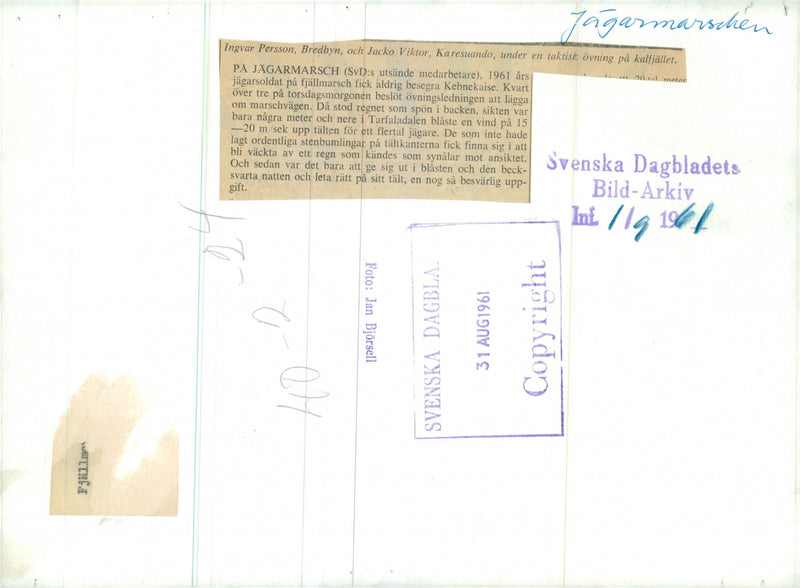 Jägarmarschen
Ingvar Persson, Bredbyn, och Jacko Viktor, Karesuando, under en taktisk övning på kalfjället.
PÅ JÄGARMARSCH (SvD:s utsände medarbetare). 1961 års
jägarsoldat på fjällmarsch fick aldrig besegra Kebnekaise. Kvart
över tre på torsdagsmorgonen beslöt övningsledningen att lägga
om marschvägen. Då stod regnet som spön i backen, sikten var
bara några meter och nere i Tarfaladalen blåste en vind på 15
—20 m sek upp tälten för ett flertal jägare. De som inte hade
lagt ordentliga stenbumlingar på tältkanterna fick finna sig i att
bli väckta av ett regn som kändes som synålar mot ansiktet.
Och sedan var det bara att ge sig ut i blåsten och den beck-
svarta natten och leta rätt på sitt tält, en nog så besvärlig upp-
gift.
Svenska Dagbladets
Bild-Arkiv
Inf. 1/9 1961
Foto: Jan Björsell
SVENSKA DAGBLA
31 AUG 1961
Copyright